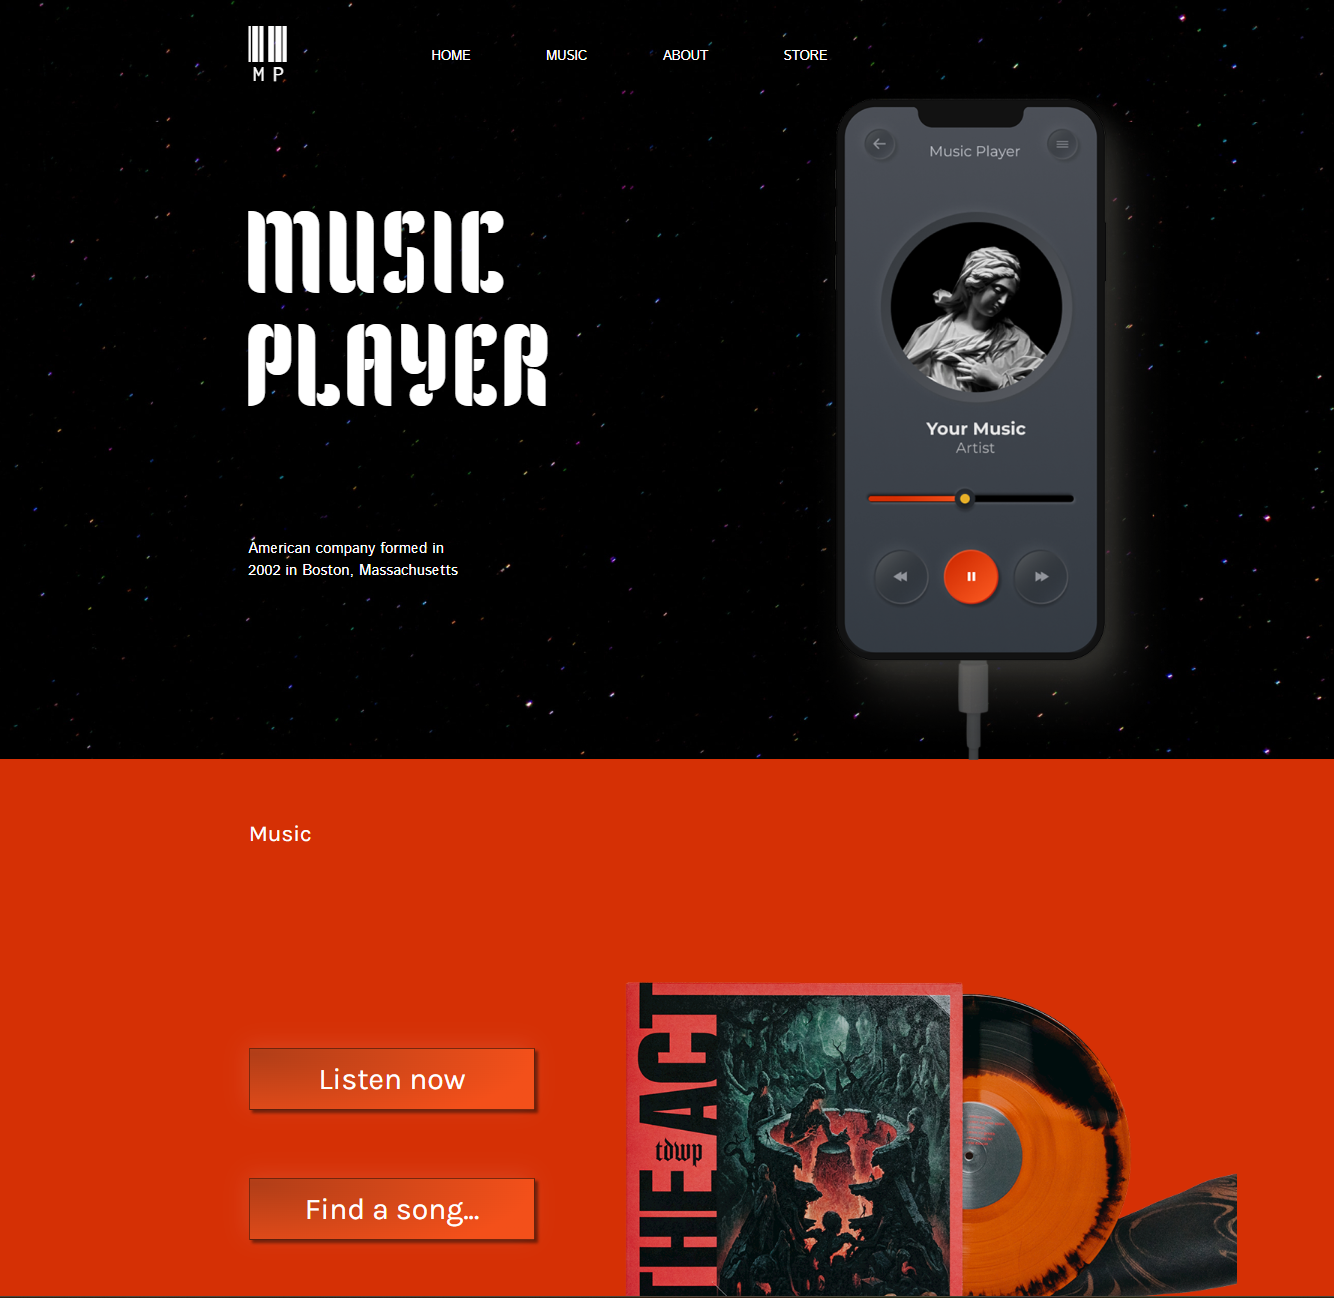 MP
HOME MUSIC ABOUT STORE
Music Player
MUSIC
PLAYER
Your Music
Artist
American company formed in
2002 in Boston, Massachusetts
Music
Listen now
Find a song...
THE ACT
tdwp